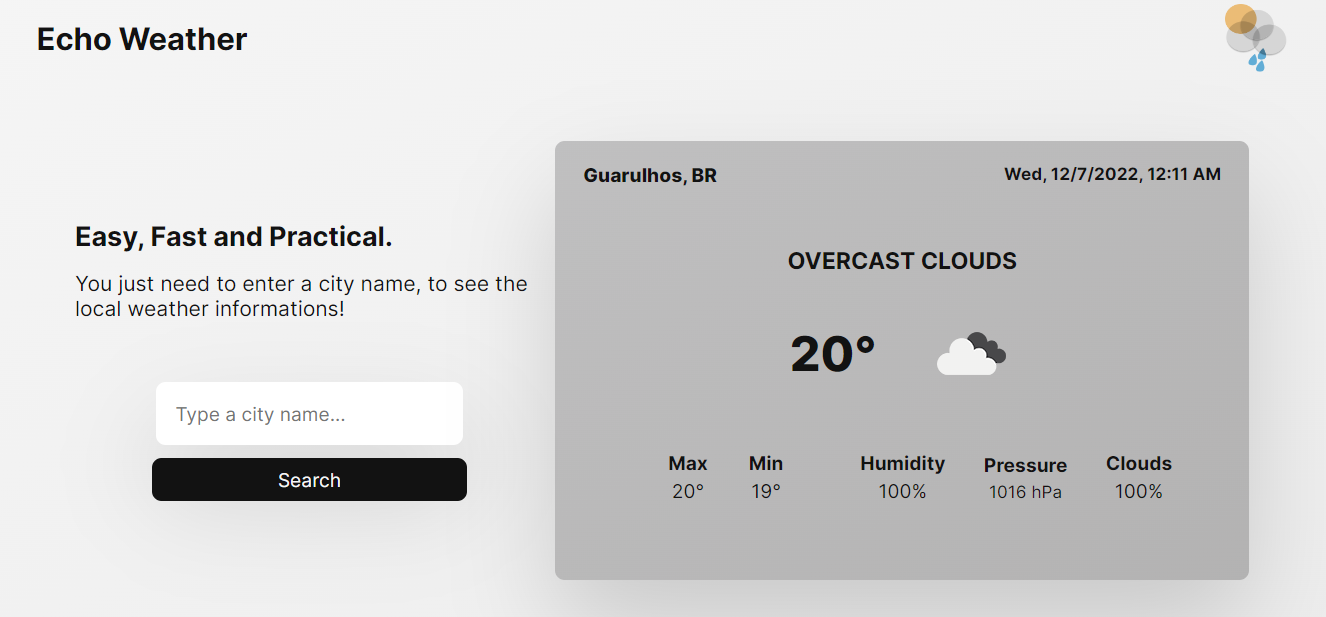 Echo Weather
Easy, Fast and Practical.
You just need to enter a city name, to see the
local weather informations!
Type a city name...
Search
Guarulhos, BR
Wed, 12/7/2022, 12:11 AM
OVERCAST CLOUDS
20°
Max Min Humidity Pressure Clouds
20° 19° 100% 1016 hPa 100%